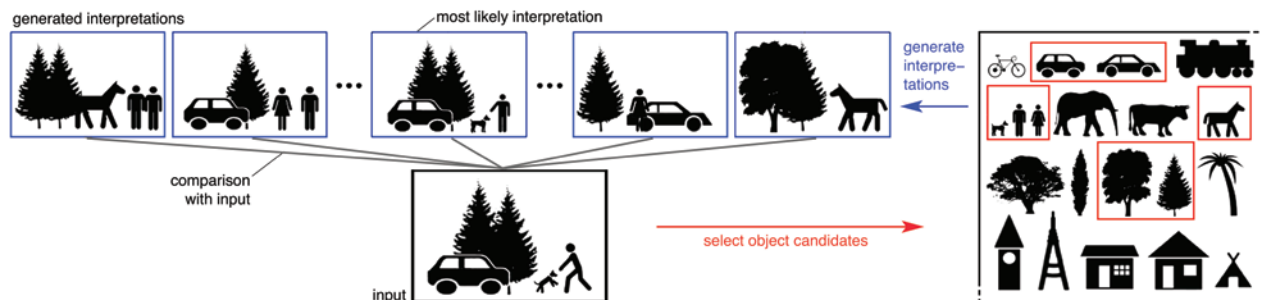 generated interpretations
most likely interpretation
generate
interpre–
tations
comparison
with input
select object candidates
input